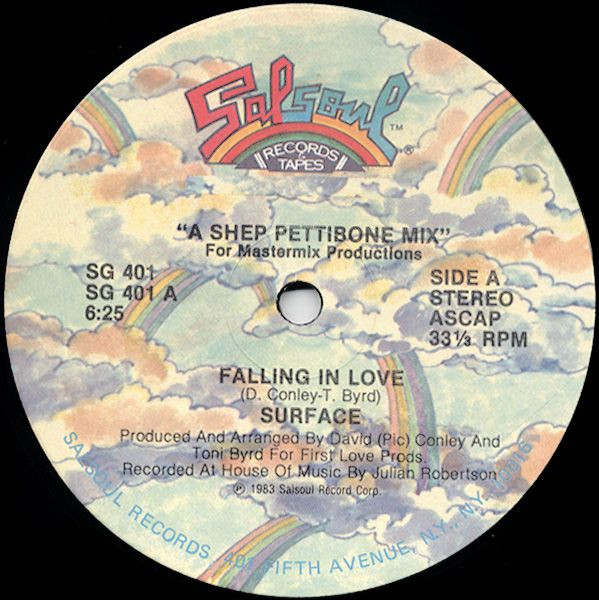 Salsoul TM
RECORDS & TAPES ®
"A SHEP PETTIBONE MIX"
For Mastermix Productions
SG 401
SG 401 A
6:25
SIDE A
STEREO
ASCAP
33⅓ RPM
FALLING IN LOVE
(D. Conley-T. Byrd)
SURFACE
Produced And Arranged By David (Pic) Conley And
Toni Byrd For First Love Prods.
Recorded At House Of Music By Julian Robertson
℗ 1983 Salsoul Record Corp.
SALSOUL RECORDS, 401 FIFTH AVENUE, N.Y., N.Y. 10016